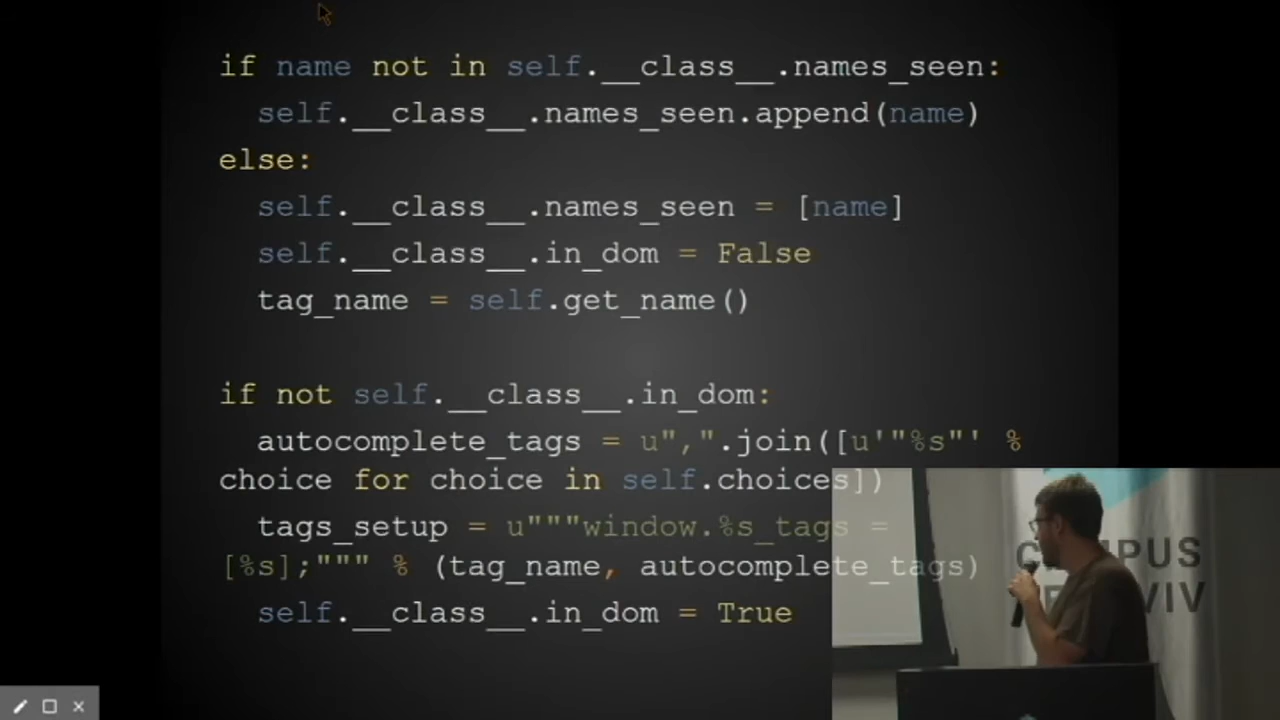 if name not in self.__class__.names_seen:
  self.__class__.names_seen.append(name)
else:
  self.__class__.names_seen = [name]
  self.__class__.in_dom = False
  tag_name = self.get_name()
if not self.__class__.in_dom:
  autocomplete_tags = u",".join([u'"%s"' %
choice for choice in self.choices])
  tags_setup = u"""window.%s_tags =
[%s];""" % (tag_name, autocomplete_tags)
  self.__class__.in_dom = True